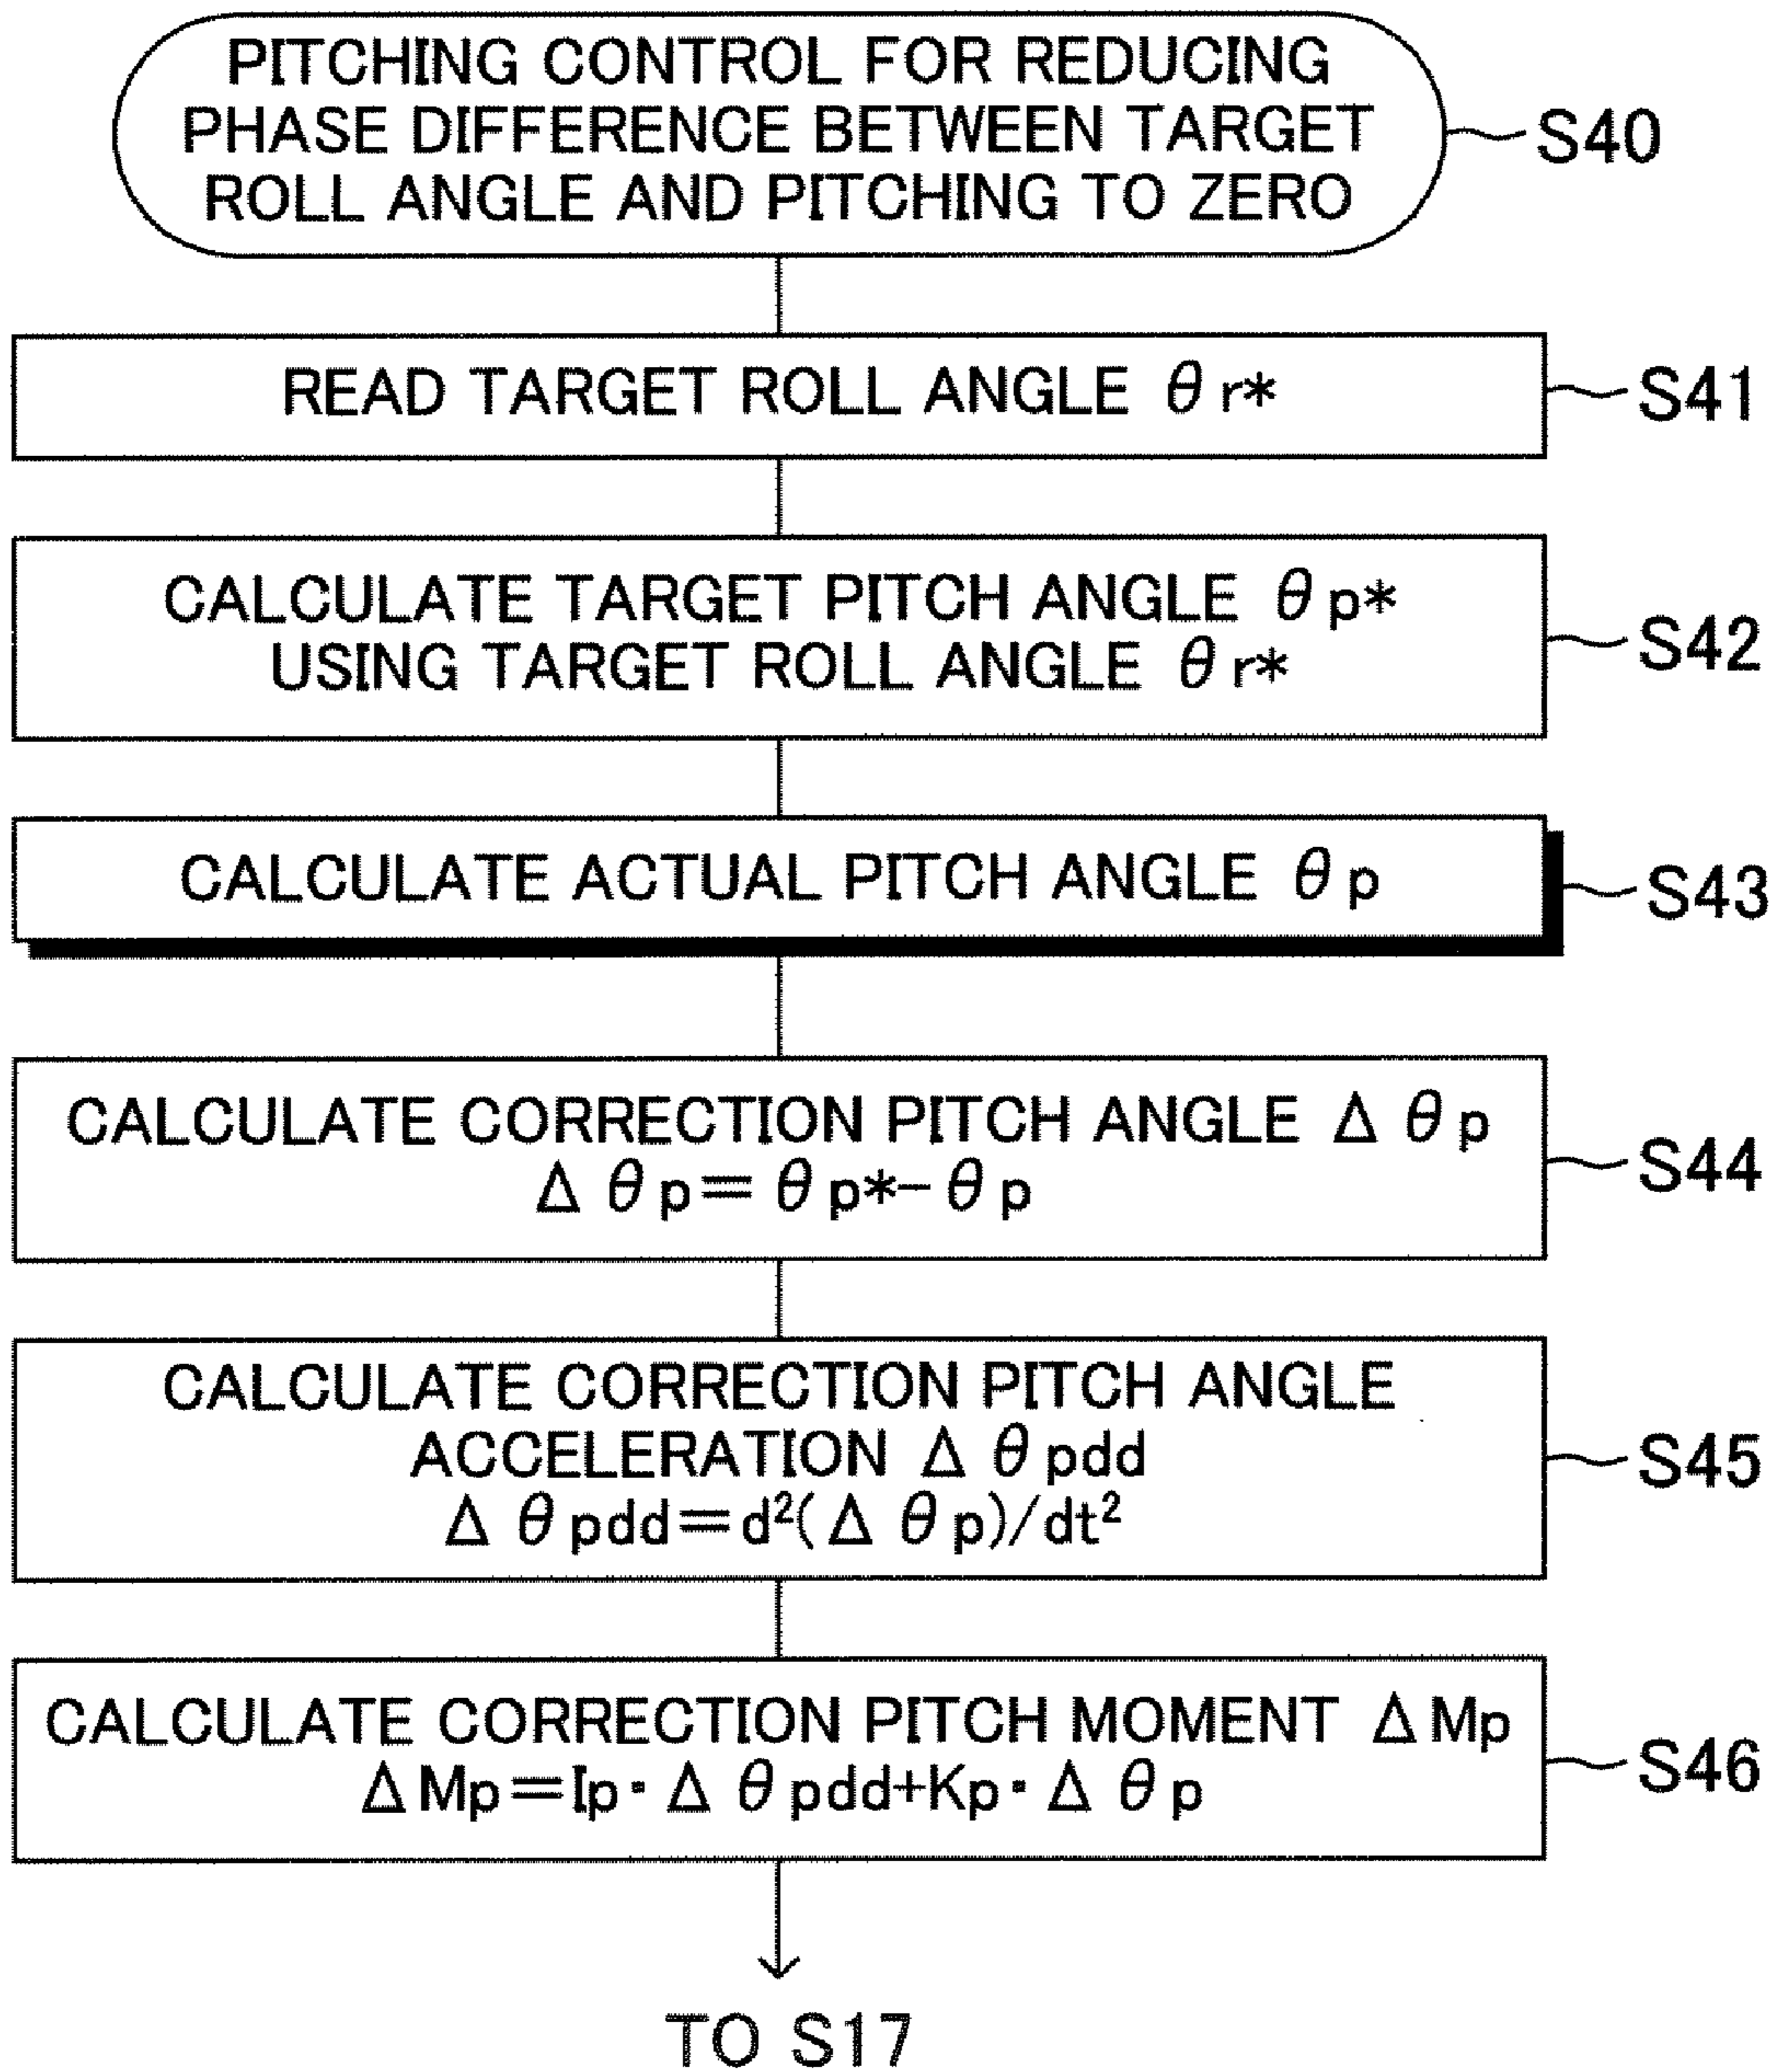 PITCHING CONTROL FOR REDUCING
PHASE DIFFERENCE BETWEEN TARGET
ROLL ANGLE AND PITCHING TO ZERO
S40
READ TARGET ROLL ANGLE θr*
S41
CALCULATE TARGET PITCH ANGLE θp*
USING TARGET ROLL ANGLE θr*
S42
CALCULATE ACTUAL PITCH ANGLE θp
S43
CALCULATE CORRECTION PITCH ANGLE Δθp
Δθp=θp*-θp
S44
CALCULATE CORRECTION PITCH ANGLE
ACCELERATION Δθpdd
Δθpdd=d²(Δθp)/dt²
S45
CALCULATE CORRECTION PITCH MOMENT ΔMp
ΔMp=Ip·Δθpdd+Kp·Δθp
S46
TO S17